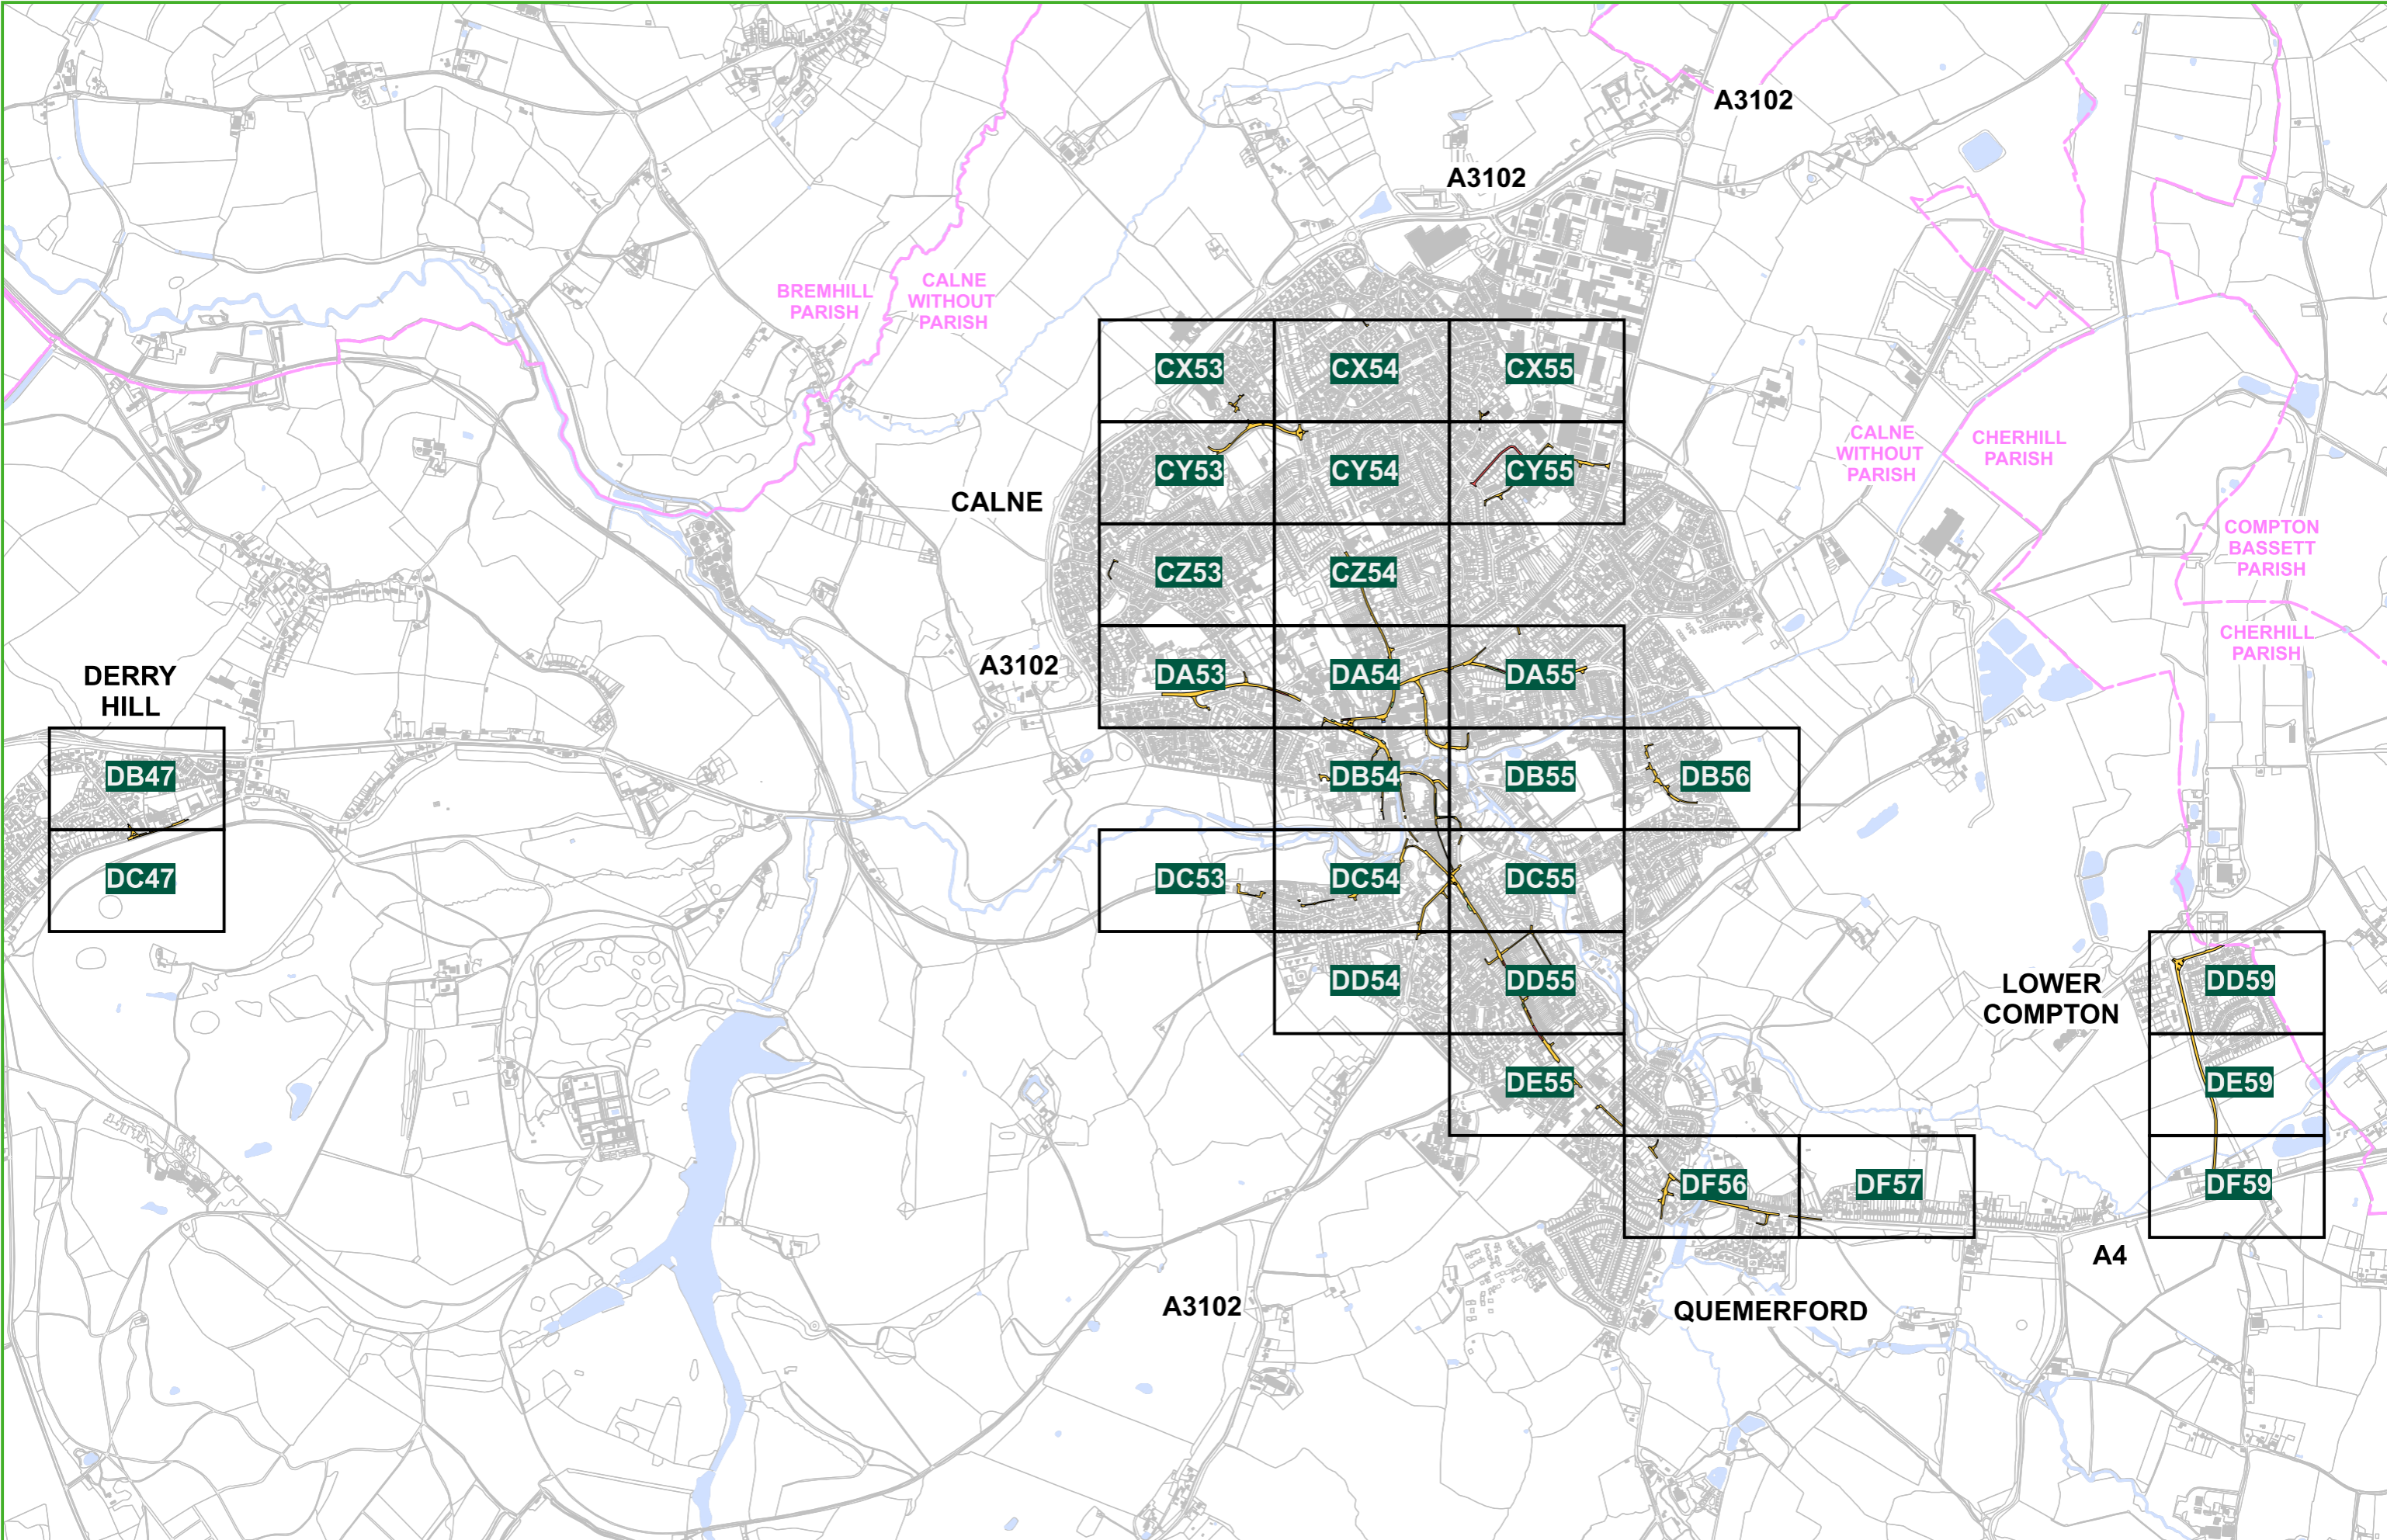 A3102
A3102
BREMHILL
PARISH
CALNE
WITHOUT
PARISH
CX53
CX54
CX55
CY53
CY54
CY55
CALNE
WITHOUT
PARISH
CHERHILL
PARISH
CALNE
COMPTON
BASSETT
PARISH
CZ53
CZ54
CHERHILL
PARISH
A3102
DERRY
HILL
DA53
DA54
DA55
DB47
DB54
DB55
DB56
DC47
DC53
DC54
DC55
DD54
DD55
LOWER
COMPTON
DD59
DE55
DE59
DF56
DF57
DF59
A4
A3102
QUEMERFORD